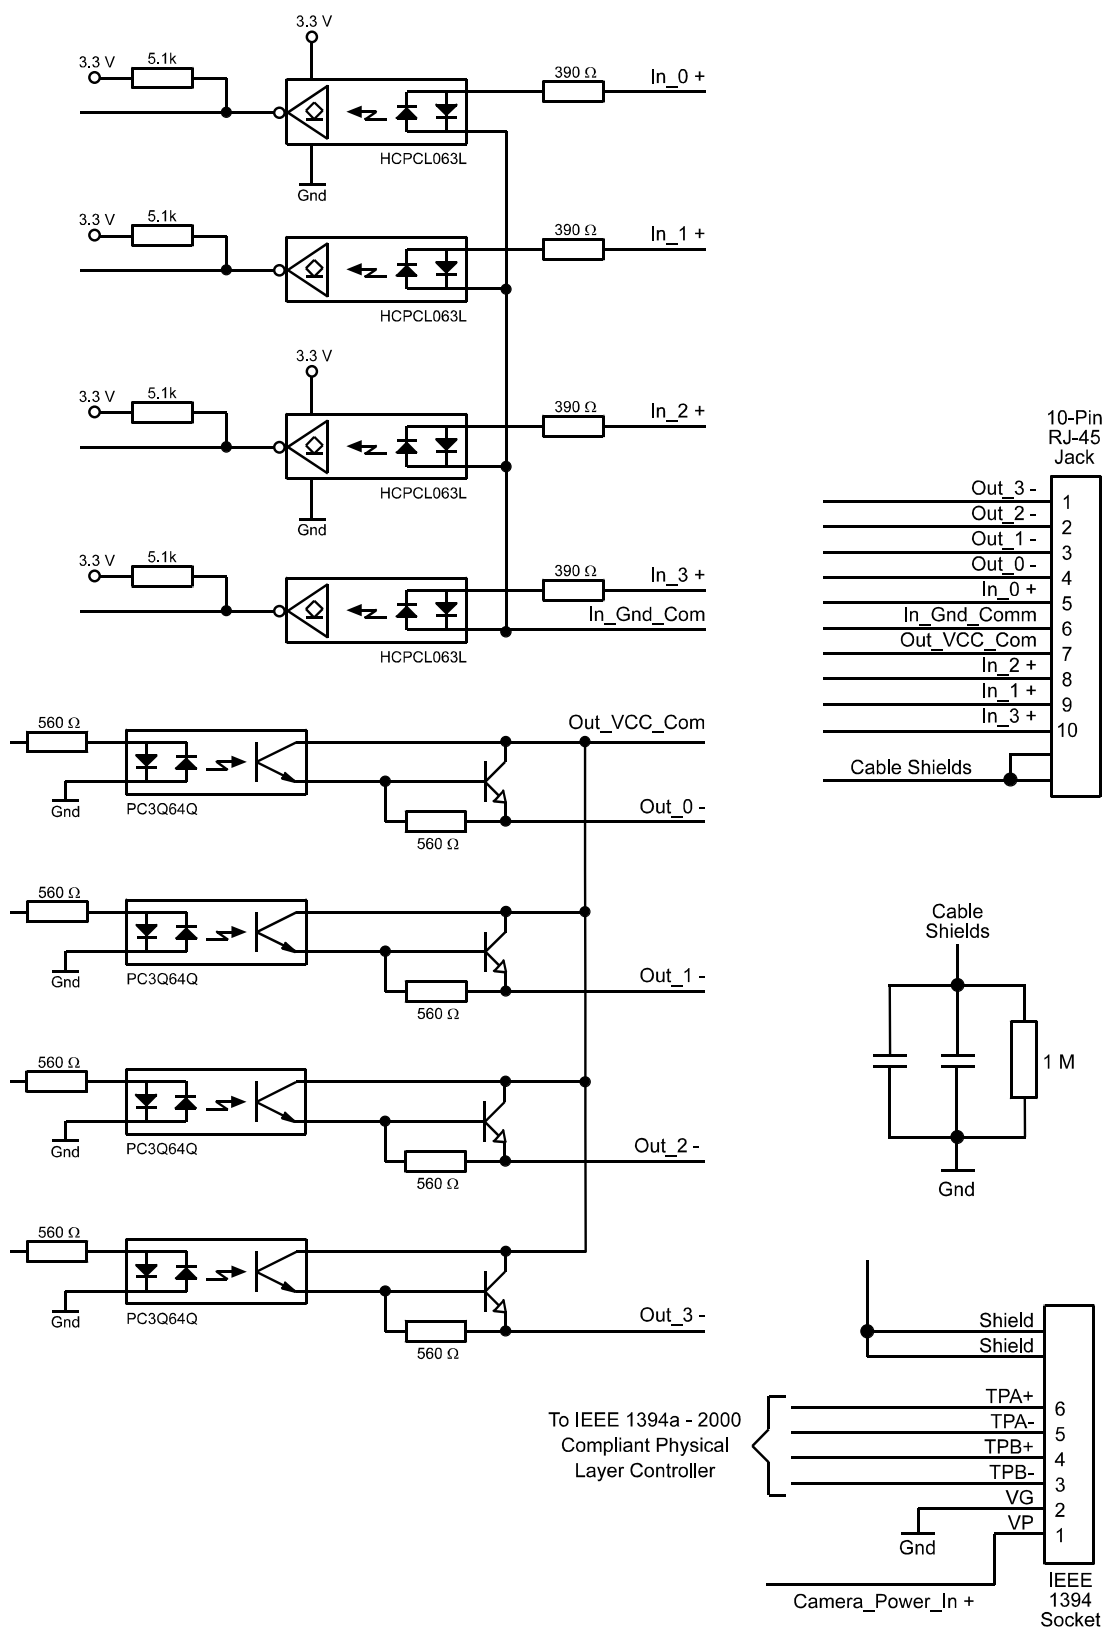 3.3 V
3.3 V
5.1k
390 Ω
In_0 +
HCPCL063L
Gnd
3.3 V
5.1k
390 Ω
In_1 +
HCPCL063L
3.3 V
3.3 V
5.1k
390 Ω
In_2 +
HCPCL063L
Gnd
3.3 V
5.1k
390 Ω
In_3 +
In_Gnd_Com
HCPCL063L
560 Ω
Out_VCC_Com
Gnd
PC3Q64Q
Out_0 -
560 Ω
560 Ω
Gnd
PC3Q64Q
Out_1 -
560 Ω
560 Ω
Gnd
PC3Q64Q
Out_2 -
560 Ω
560 Ω
Gnd
PC3Q64Q
Out_3 -
560 Ω
10-Pin
RJ-45
Jack
Out_3 - 1
Out_2 - 2
Out_1 - 3
Out_0 - 4
In_0 + 5
In_Gnd_Comm 6
Out_VCC_Com 7
In_2 + 8
In_1 + 9
In_3 + 10
Cable Shields
Cable
Shields
1 M
Gnd
Shield
Shield
TPA+ 6
TPA- 5
TPB+ 4
TPB- 3
VG 2
VP 1
To IEEE 1394a - 2000
Compliant Physical
Layer Controller
Gnd
Camera_Power_In +
IEEE
1394
Socket